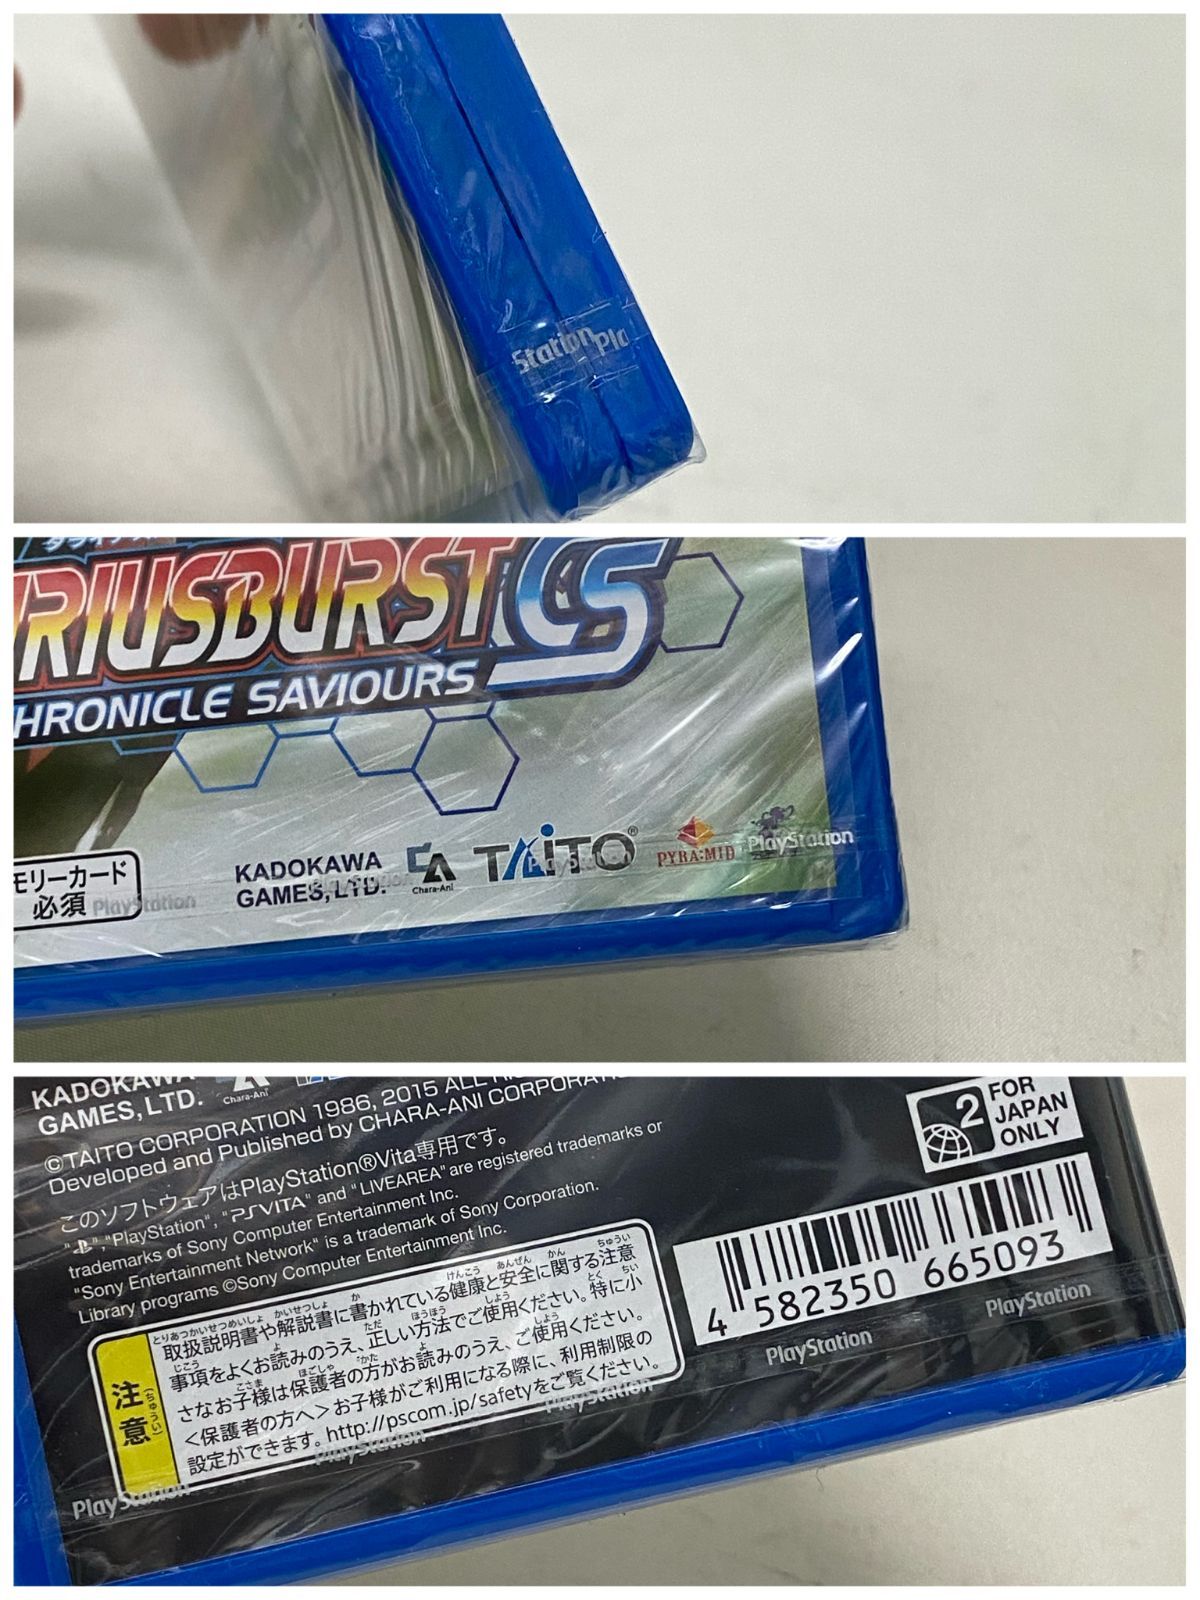 Station Pla
RIUSBURST CS
HRONICLE SAVIOURS
モリーカード
必須
PlayStation
KADOKAWA
GAMES, LTD.
PlayStation
Chara-Ani
TAITO®
PlayStation
PYRA:MID
PlayStation
KADOKAWA
GAMES, LTD.
Chara-Ani
©TAITO CORPORATION 1986, 2015 ALL
Developed and Published by CHARA-ANI CORPORAT
このソフトウェアはPlayStation®Vita専用です。
"PlayStation", "PSVITA" and "LIVEAREA" are registered trademarks or
trademarks of Sony Computer Entertainment Inc.
"Sony Entertainment Network" is a trademark of Sony Corporation.
Library programs ©Sony Computer Entertainment Inc.
2
FOR
JAPAN
ONLY
4 582350 665093
PlayStation
PlayStation
注意
(ちゅうい)
取扱説明書や解説書に書かれている健康と安全に関する注意
事項をよくお読みのうえ、正しい方法でご使用ください。特に小
さなお子様は保護者の方がお読みのうえ、ご使用ください。
<保護者の方へ>お子様がご利用になる際に、利用制限の
設定ができます。http://pscom.jp/safetyをご覧ください。
PlayStation
PlayStation
PlayStation